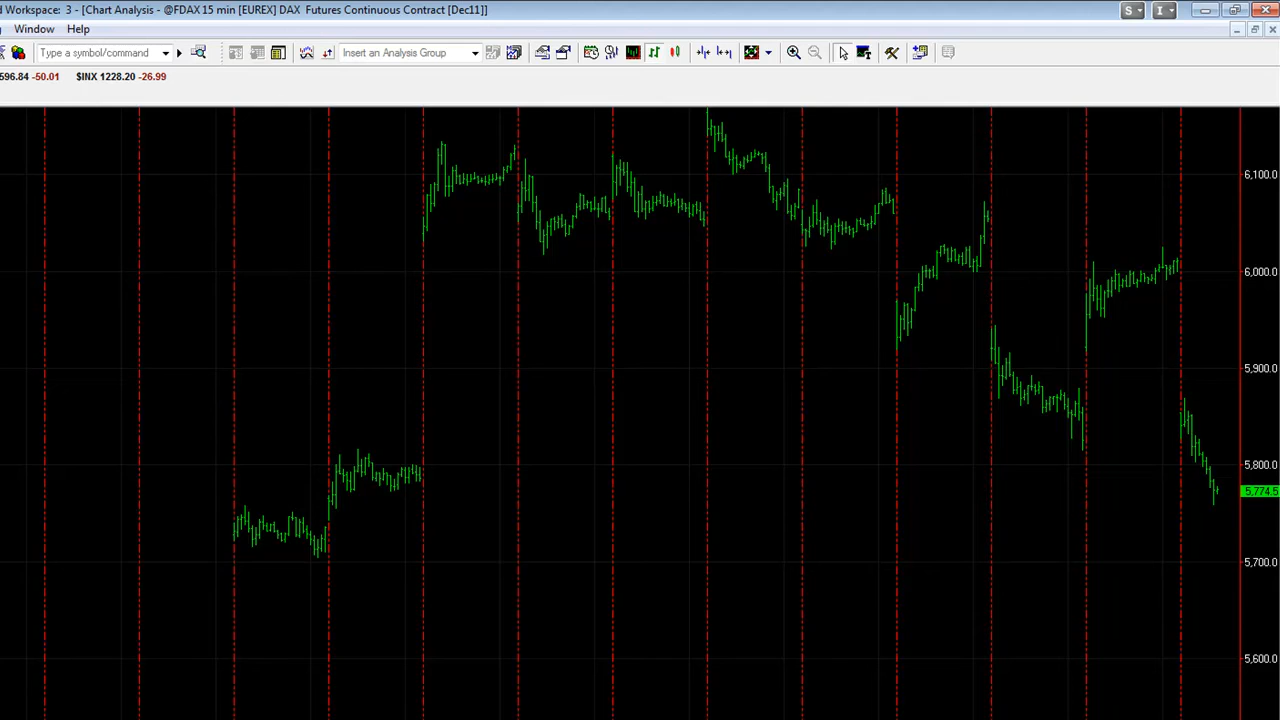 d Workspace: 3 - [Chart Analysis - @FDAX 15 min [EUREX] DAX  Futures Continuous Contract [Dec11]]
S
I
Window
Help
Type a symbol/command
Insert an Analysis Group
596.84 -50.01
$INX 1228.20 -26.99
6,100.0
6,000.0
5,900.0
5,800.0
5,774.5
5,700.0
5,600.0